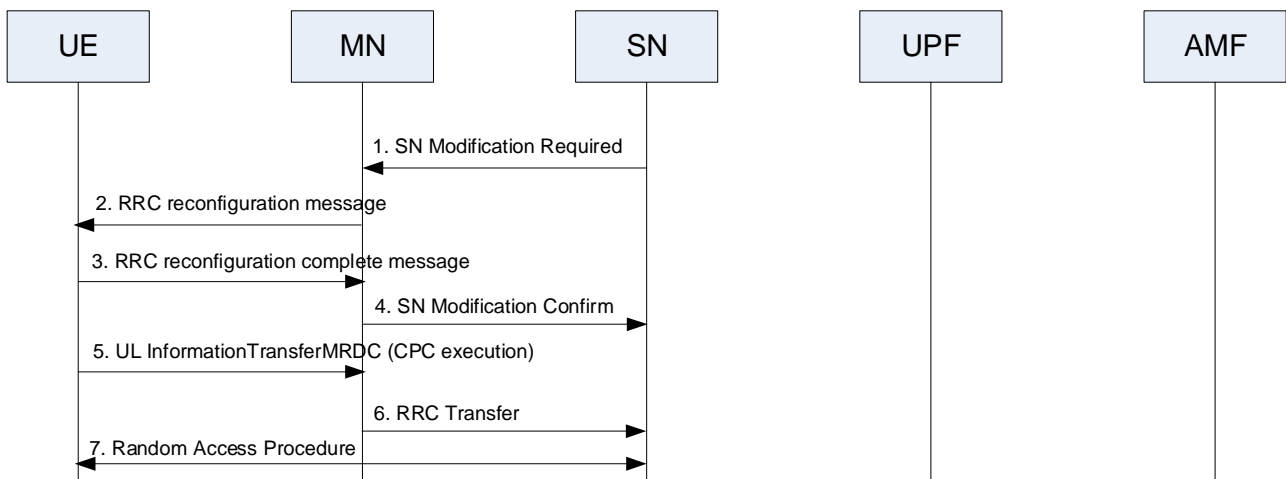 UE
MN
SN
UPF
AMF
1. SN Modification Required
2. RRC reconfiguration message
3. RRC reconfiguration complete message
4. SN Modification Confirm
5. UL InformationTransferMRDC (CPC execution)
6. RRC Transfer
7. Random Access Procedure